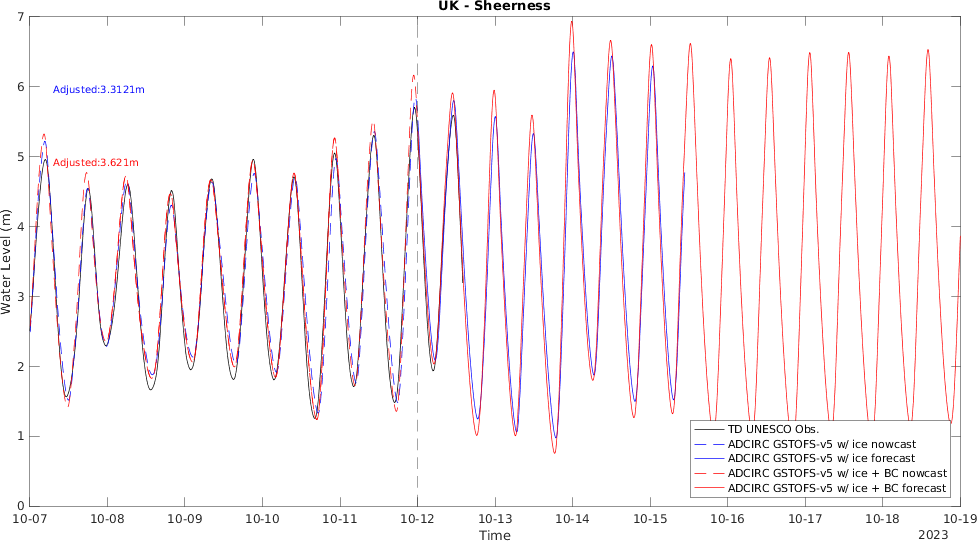 UK - Sheerness
7
6
5
4
3
2
1
0
Water Level (m)
Adjusted:3.3121m
Adjusted:3.621m
TD UNESCO Obs.
ADCIRC GSTOFS-v5 w/ ice nowcast
ADCIRC GSTOFS-v5 w/ ice forecast
ADCIRC GSTOFS-v5 w/ ice + BC nowcast
ADCIRC GSTOFS-v5 w/ ice + BC forecast
10-07 10-08 10-09 10-10 10-11 10-12 10-13 10-14 10-15 10-16 10-17 10-18 10-19
Time
2023